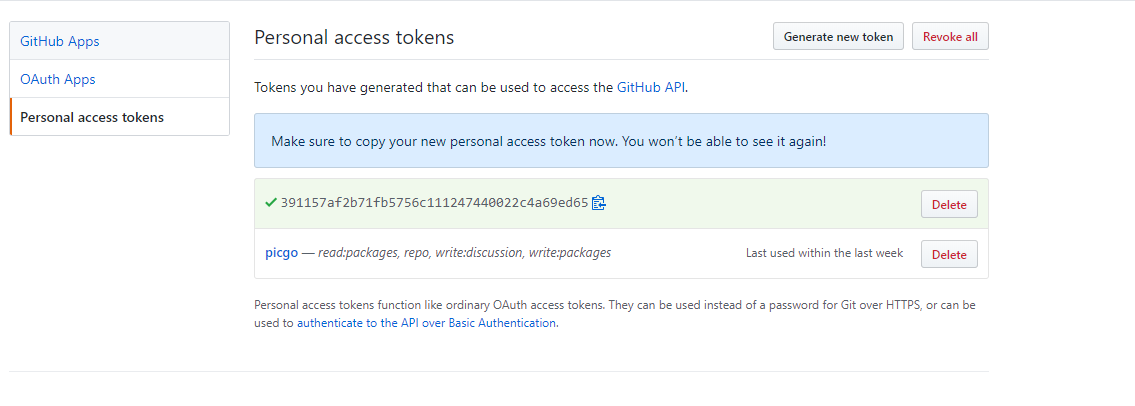 GitHub Apps
OAuth Apps
Personal access tokens
Personal access tokens
Generate new token
Revoke all
Tokens you have generated that can be used to access the GitHub API.
Make sure to copy your new personal access token now. You won't be able to see it again!
391157af2b71fb5756c111247440022c4a69ed65
Delete
picgo — read:packages, repo, write:discussion, write:packages
Last used within the last week
Delete
Personal access tokens function like ordinary OAuth access tokens. They can be used instead of a password for Git over HTTPS, or can be
used to authenticate to the API over Basic Authentication.